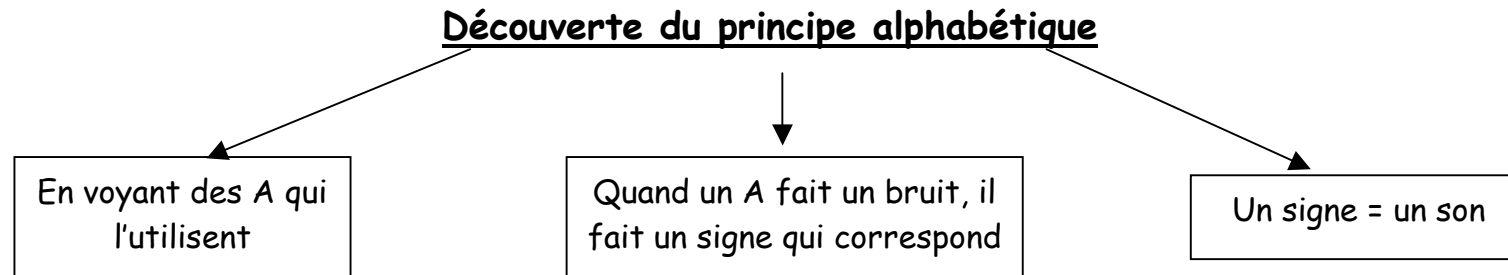 Découverte du principe alphabétique
En voyant des A qui
l'utilisent
Quand un A fait un bruit, il
fait un signe qui correspond
Un signe = un son